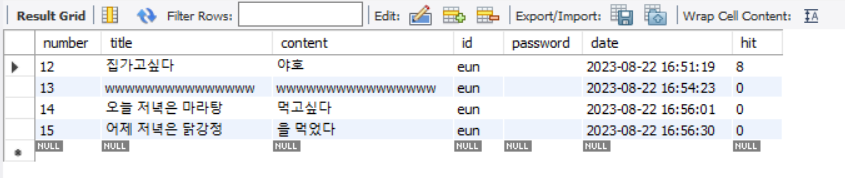 Result Grid Filter Rows: Edit: Export/Import: Wrap Cell Content: IA
number title content id password date hit
12 집가고싶다 야호 eun 2023-08-22 16:51:19 8
13 wwwwwwwwwwwwwww wwwwwwwwwwwwwwww eun 2023-08-22 16:54:23 0
14 오늘 저녁은 마라탕 먹고싶다 eun 2023-08-22 16:56:01 0
15 어제 저녁은 닭강정 을 먹었다 eun 2023-08-22 16:56:30 0
NULL NULL NULL NULL NULL NULL NULL